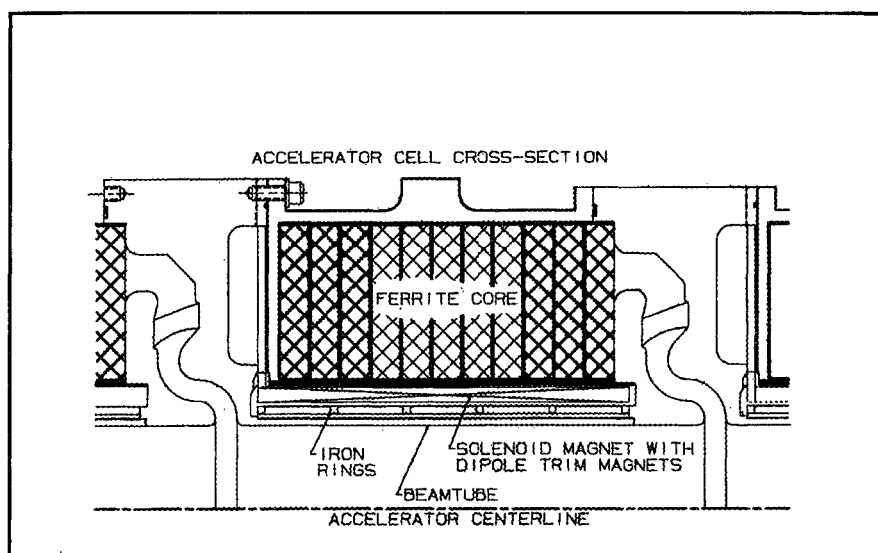 ACCELERATOR CELL CROSS-SECTION
FERRITE CORE
IRON
RINGS
SOLENOID MAGNET WITH
DIPOLE TRIM MAGNETS
BEAMTUBE
ACCELERATOR CENTERLINE